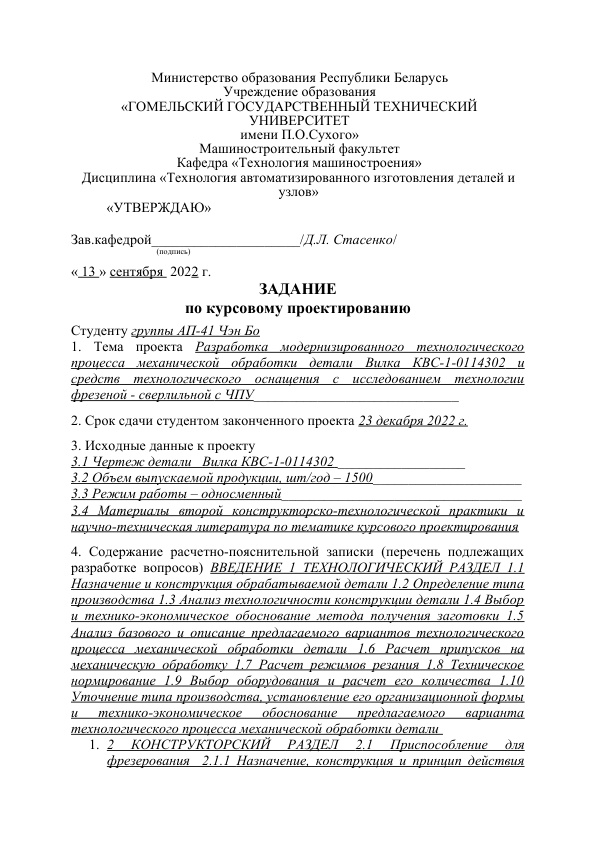 Министерство образования Республики Беларусь
Учреждение образования
«ГОМЕЛЬСКИЙ ГОСУДАРСТВЕННЫЙ ТЕХНИЧЕСКИЙ
УНИВЕРСИТЕТ
имени П.О.Сухого»
Машиностроительный факультет
Кафедра «Технология машиностроения»
Дисциплина «Технология автоматизированного изготовления деталей и
узлов»
«УТВЕРЖДАЮ»
Зав.кафедрой_____________________/Д.Л. Стасенко/
(подпись)
« 13 » сентября 2022 г.
ЗАДАНИЕ
по курсовому проектированию
Студенту группы АП-41 Чэн Бо
1. Тема проекта Разработка модернизированного технологического
процесса механической обработки детали Вилка КВС-1-0114302 и
средств технологического оснащения с исследованием технологии
фрезеной - сверлильной с ЧПУ_____________________________
2. Срок сдачи студентом законченного проекта 23 декабря 2022 г.
3. Исходные данные к проекту
3.1 Чертеж детали Вилка КВС-1-0114302 __________________
3.2 Объем выпускаемой продукции, шт/год – 1500_____________________
3.3 Режим работы – односменный__________________________________
3.4 Материалы второй конструкторско-технологической практики и
научно-техническая литература по тематике курсового проектирования
4. Содержание расчетно-пояснительной записки (перечень подлежащих
разработке вопросов) ВВЕДЕНИЕ 1 ТЕХНОЛОГИЧЕСКИЙ РАЗДЕЛ 1.1
Назначение и конструкция обрабатываемой детали 1.2 Определение типа
производства 1.3 Анализ технологичности конструкции детали 1.4 Выбор
и технико-экономическое обоснование метода получения заготовки 1.5
Анализ базового и описание предлагаемого вариантов технологического
процесса механической обработки детали 1.6 Расчет припусков на
механическую обработку 1.7 Расчет режимов резания 1.8 Техническое
нормирование 1.9 Выбор оборудования и расчет его количества 1.10
Уточнение типа производства, установление его организационной формы
и технико-экономическое обоснование предлагаемого варианта
технологического процесса механической обработки детали
1. 2 КОНСТРУКТОРСКИЙ РАЗДЕЛ 2.1 Приспособление для
фрезерования 2.1.1 Назначение, конструкция и принцип действия